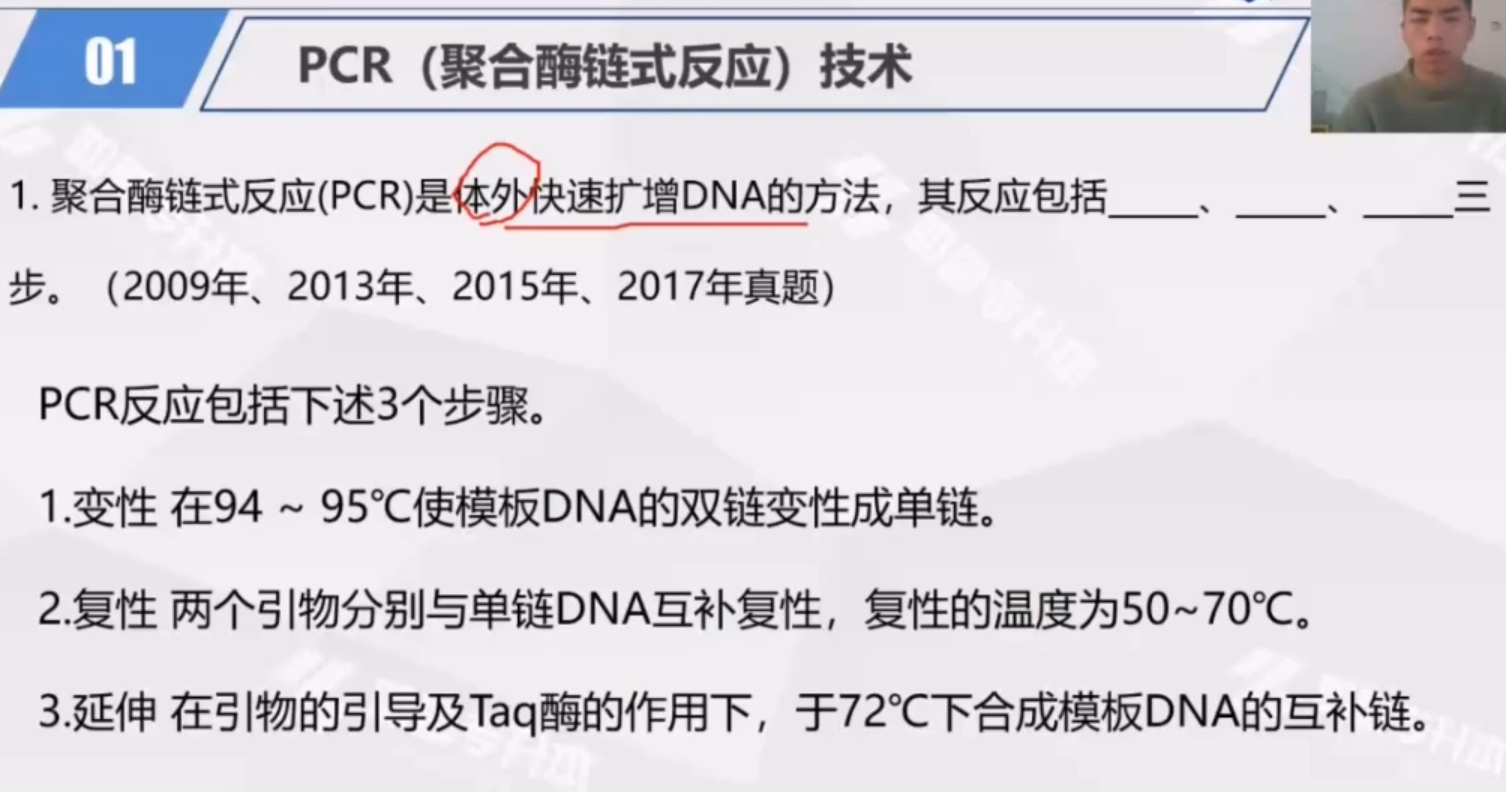 01
PCR（聚合酶链式反应）技术
1. 聚合酶链式反应(PCR)是体外快速扩增DNA的方法，其反应包括_____、_____、_____三
步。（2009年、2013年、2015年、2017年真题）
PCR反应包括下述3个步骤。
1.变性 在94 ~ 95℃使模板DNA的双链变性成单链。
2.复性 两个引物分别与单链DNA互补复性，复性的温度为50~70℃。
3.延伸 在引物的引导及Taq酶的作用下，于72℃下合成模板DNA的互补链。